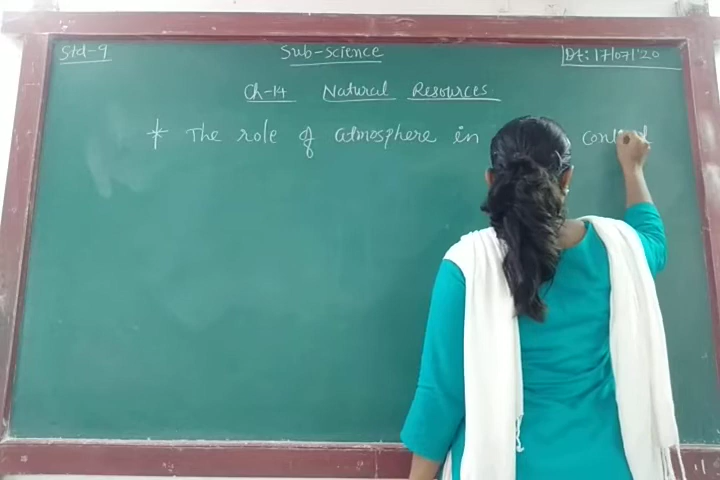 Std-9 Sub-science Dt: 17/07/'20
Ch-14 Natural Resources
* The role of atmosphere in